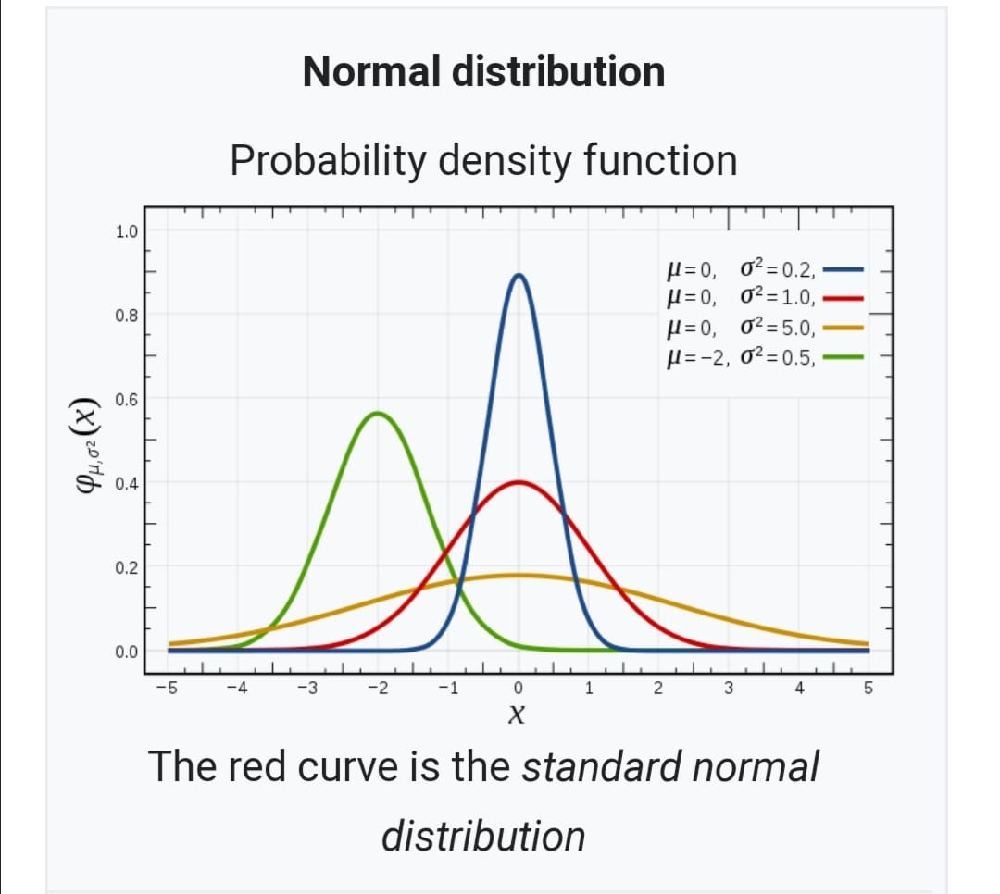 Normal distribution
Probability density function
1.0
0.8
0.6
0.4
0.2
0.0
φμ,σ²(x)
μ=0, σ²=0.2,
μ=0, σ²=1.0,
μ=0, σ²=5.0,
μ=−2, σ²=0.5,
−5 −4 −3 −2 −1 0 1 2 3 4 5
x
The red curve is the standard normal
distribution